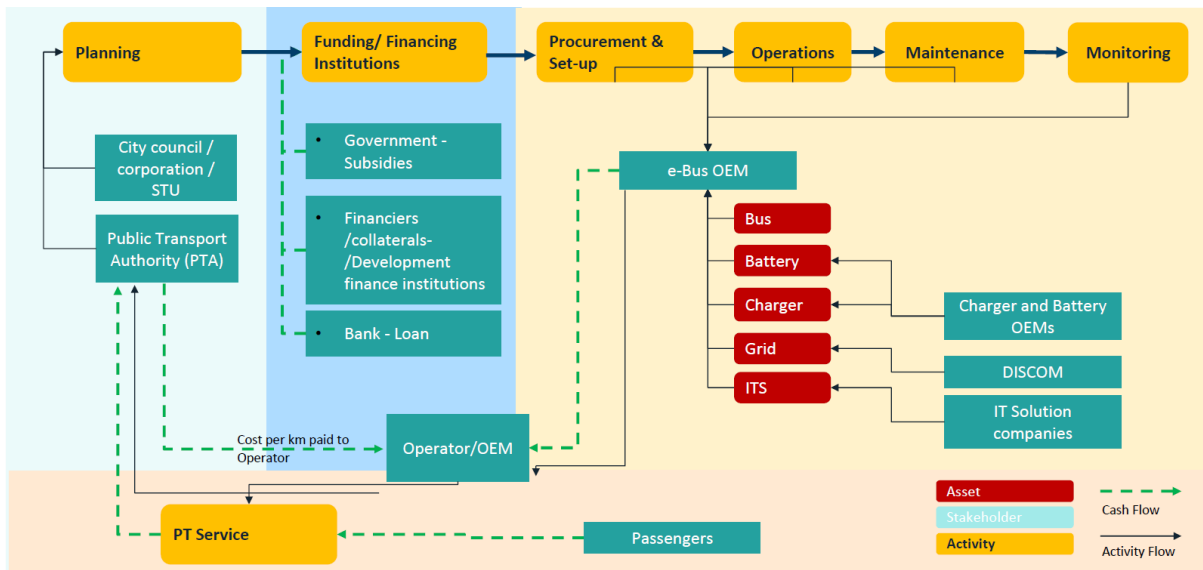 Planning
Funding/ Financing
Institutions
Procurement &
Set-up
Operations
Maintenance
Monitoring
City council /
corporation /
STU
Public Transport
Authority (PTA)
• Government -
Subsidies
• Financiers
/collaterals-
/Development
finance institutions
• Bank - Loan
e-Bus OEM
Bus
Battery
Charger
Grid
ITS
Charger and Battery
OEMs
DISCOM
IT Solution
companies
Cost per km paid to
Operator
Operator/OEM
PT Service
Passengers
Asset
Stakeholder
Activity
Cash Flow
Activity Flow